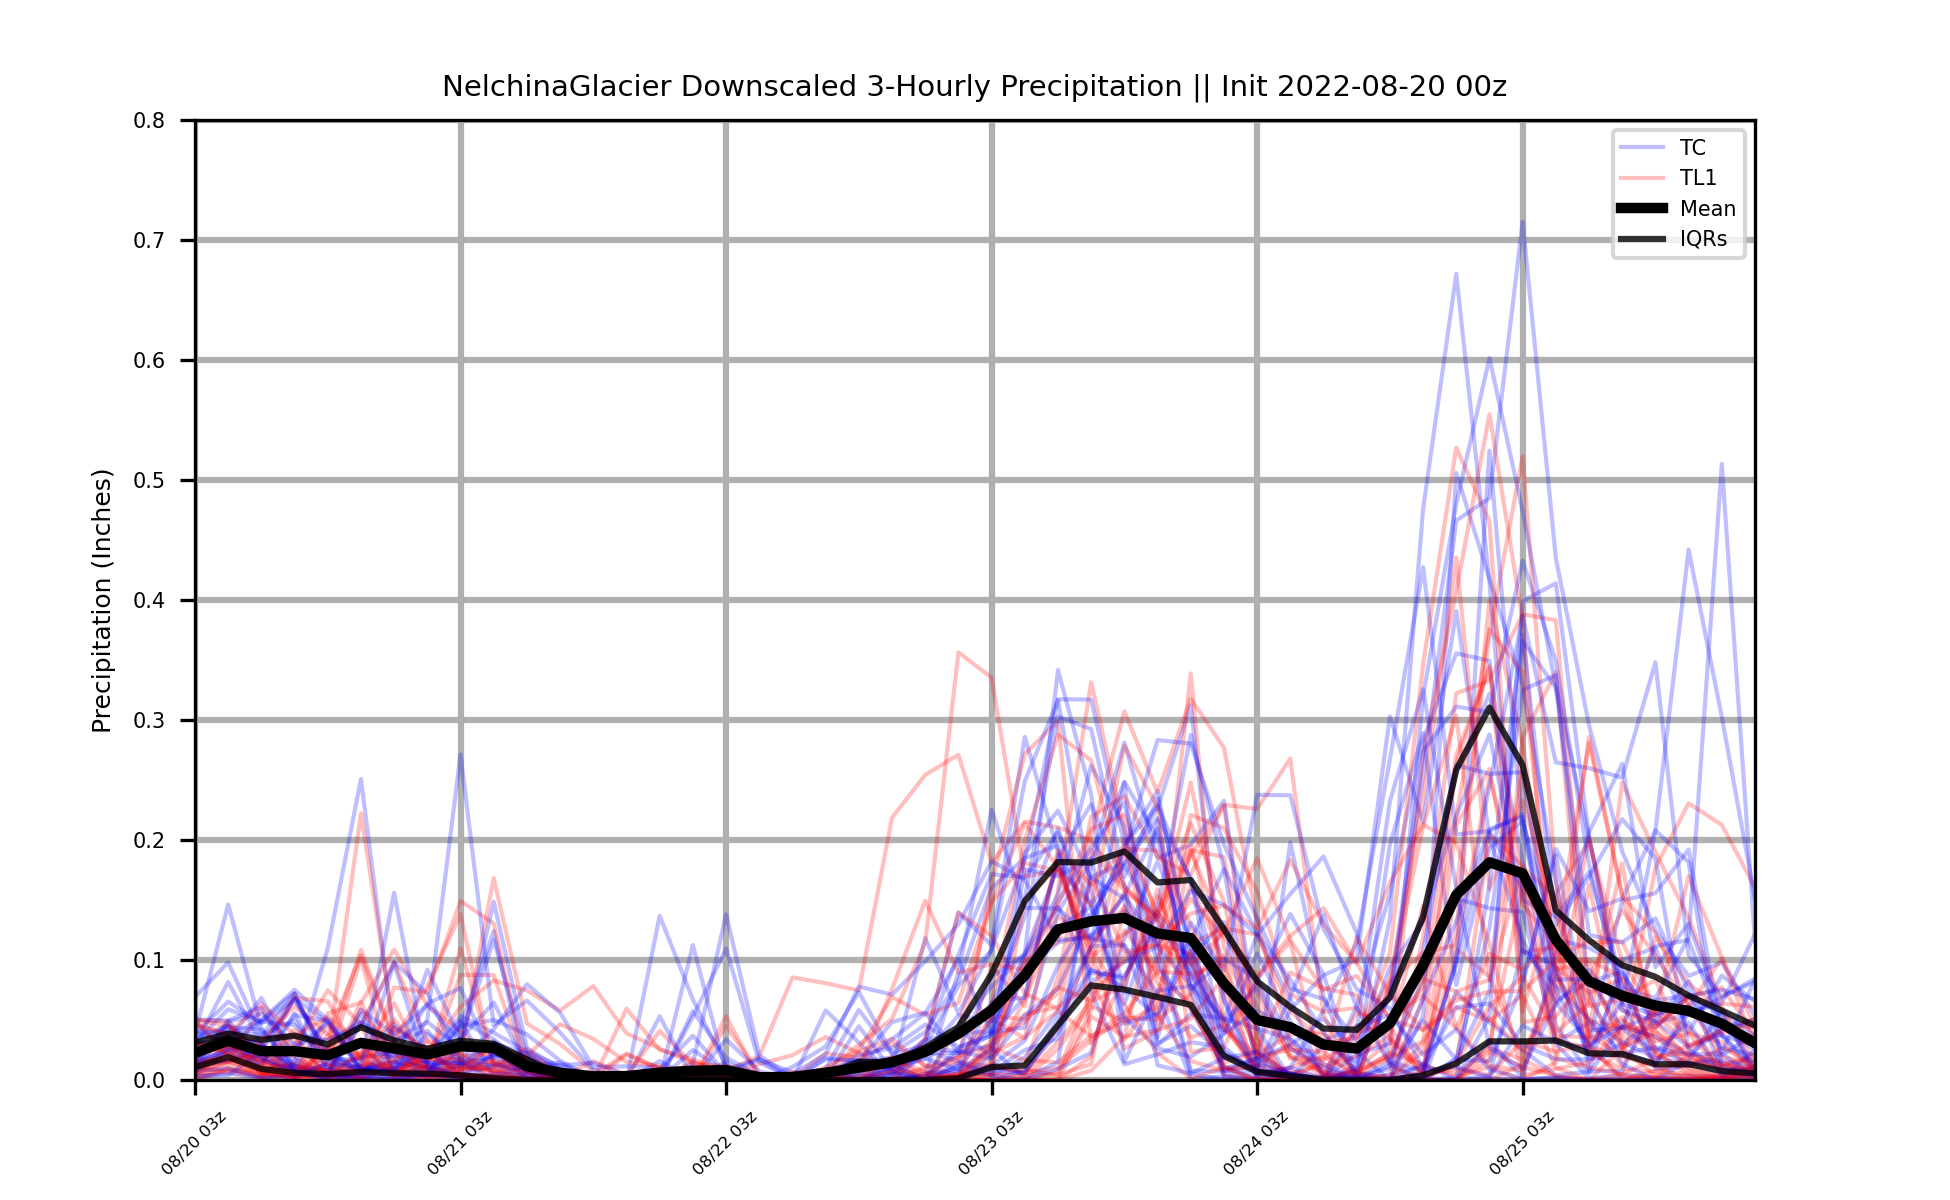 NelchinaGlacier Downscaled 3-Hourly Precipitation || Init 2022-08-20 00z
TC
TL1
Mean
IQRs
Precipitation (Inches)
0.8
0.7
0.6
0.5
0.4
0.3
0.2
0.1
0.0
08/20 03z
08/21 03z
08/22 03z
08/23 03z
08/24 03z
08/25 03z